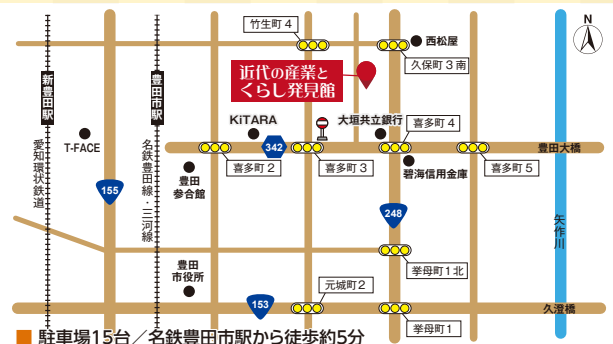 竹生町4
西松屋
N
久保町3南
近代の産業と
くらし発見館
新豊田駅
豊田市駅
KiTARA
大垣共立銀行
喜多町4
T-FACE
342
豊田大橋
喜多町2
喜多町3
碧海信用金庫
喜多町5
愛知環状鉄道
名鉄豊田線・三河線
豊田
参合館
155
248
矢作川
挙母町1北
豊田
市役所
元城町2
153
久澄橋
挙母町1
■ 駐車場15台／名鉄豊田市駅から徒歩約5分